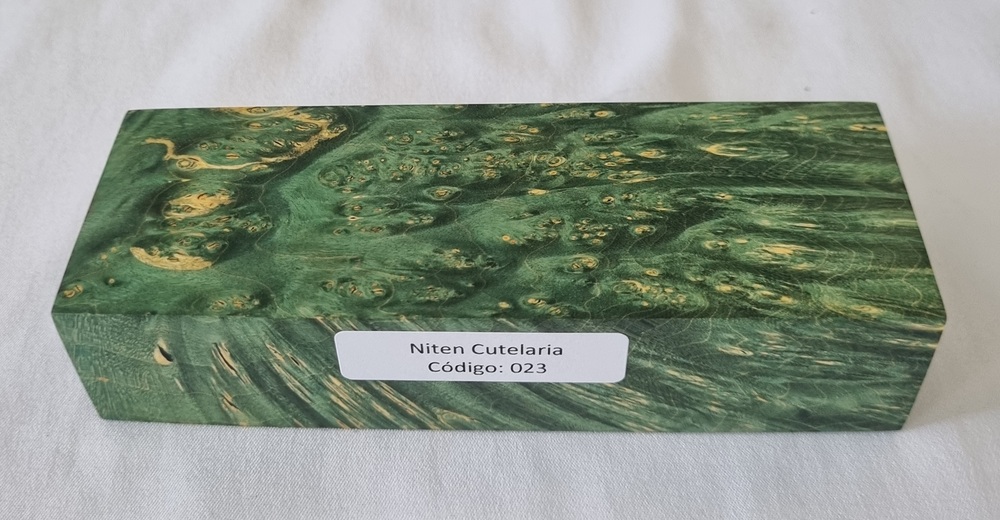 Niten Cutelaria
Código: 023